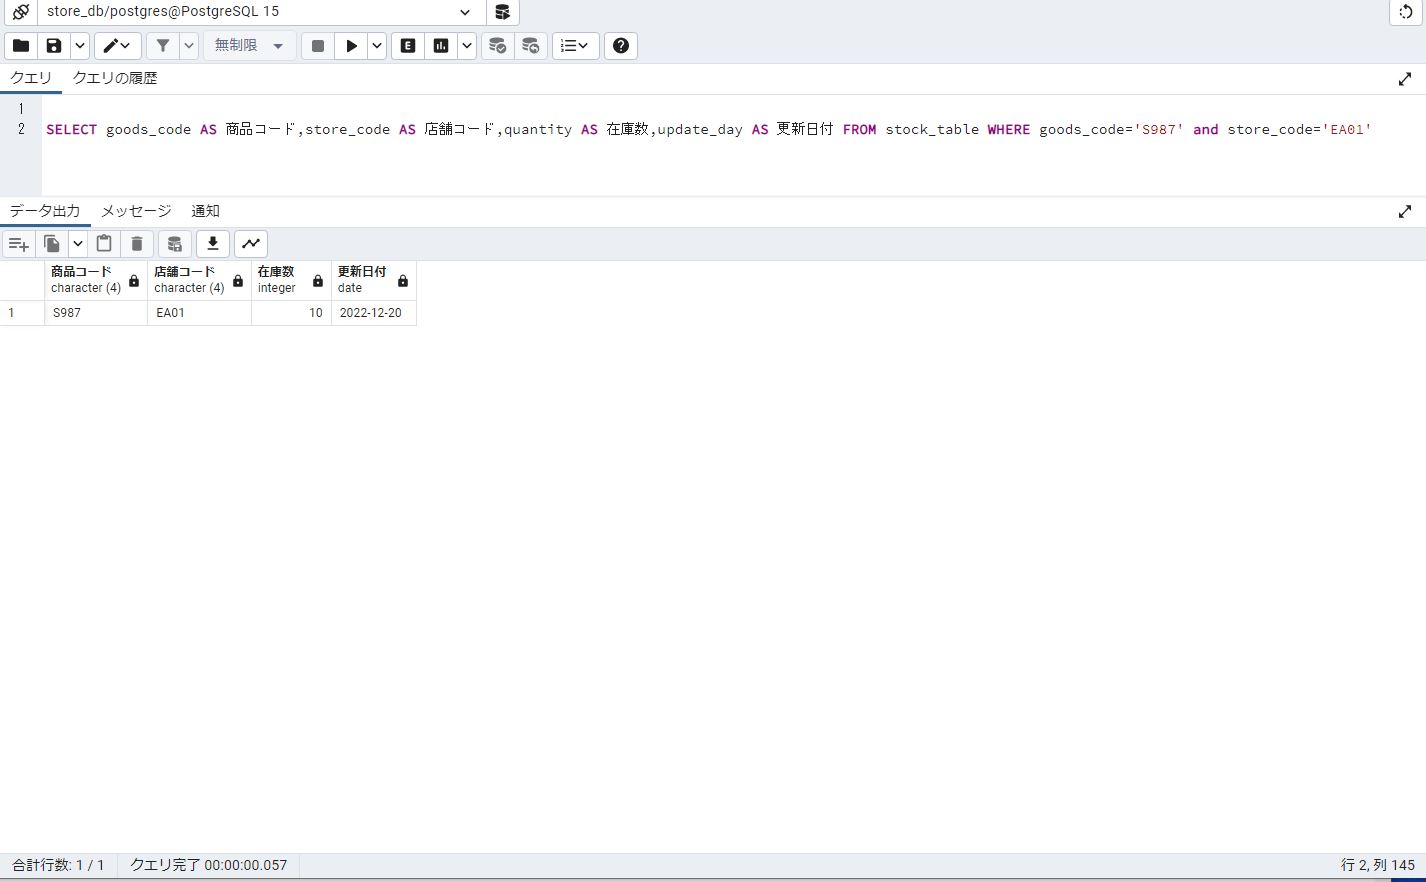 store_db/postgres@PostgreSQL 15
無制限
クエリ クエリの履歴
1
2 SELECT goods_code AS 商品コード,store_code AS 店舗コード,quantity AS 在庫数,update_day AS 更新日付 FROM stock_table WHERE goods_code='S987' and store_code='EA01'
データ出力 メッセージ 通知
商品コード 店舗コード 在庫数 更新日付
character (4) character (4) integer date
1 S987 EA01 10 2022-12-20
合計行数: 1 / 1 クエリ完了 00:00:00.057 行 2, 列 145